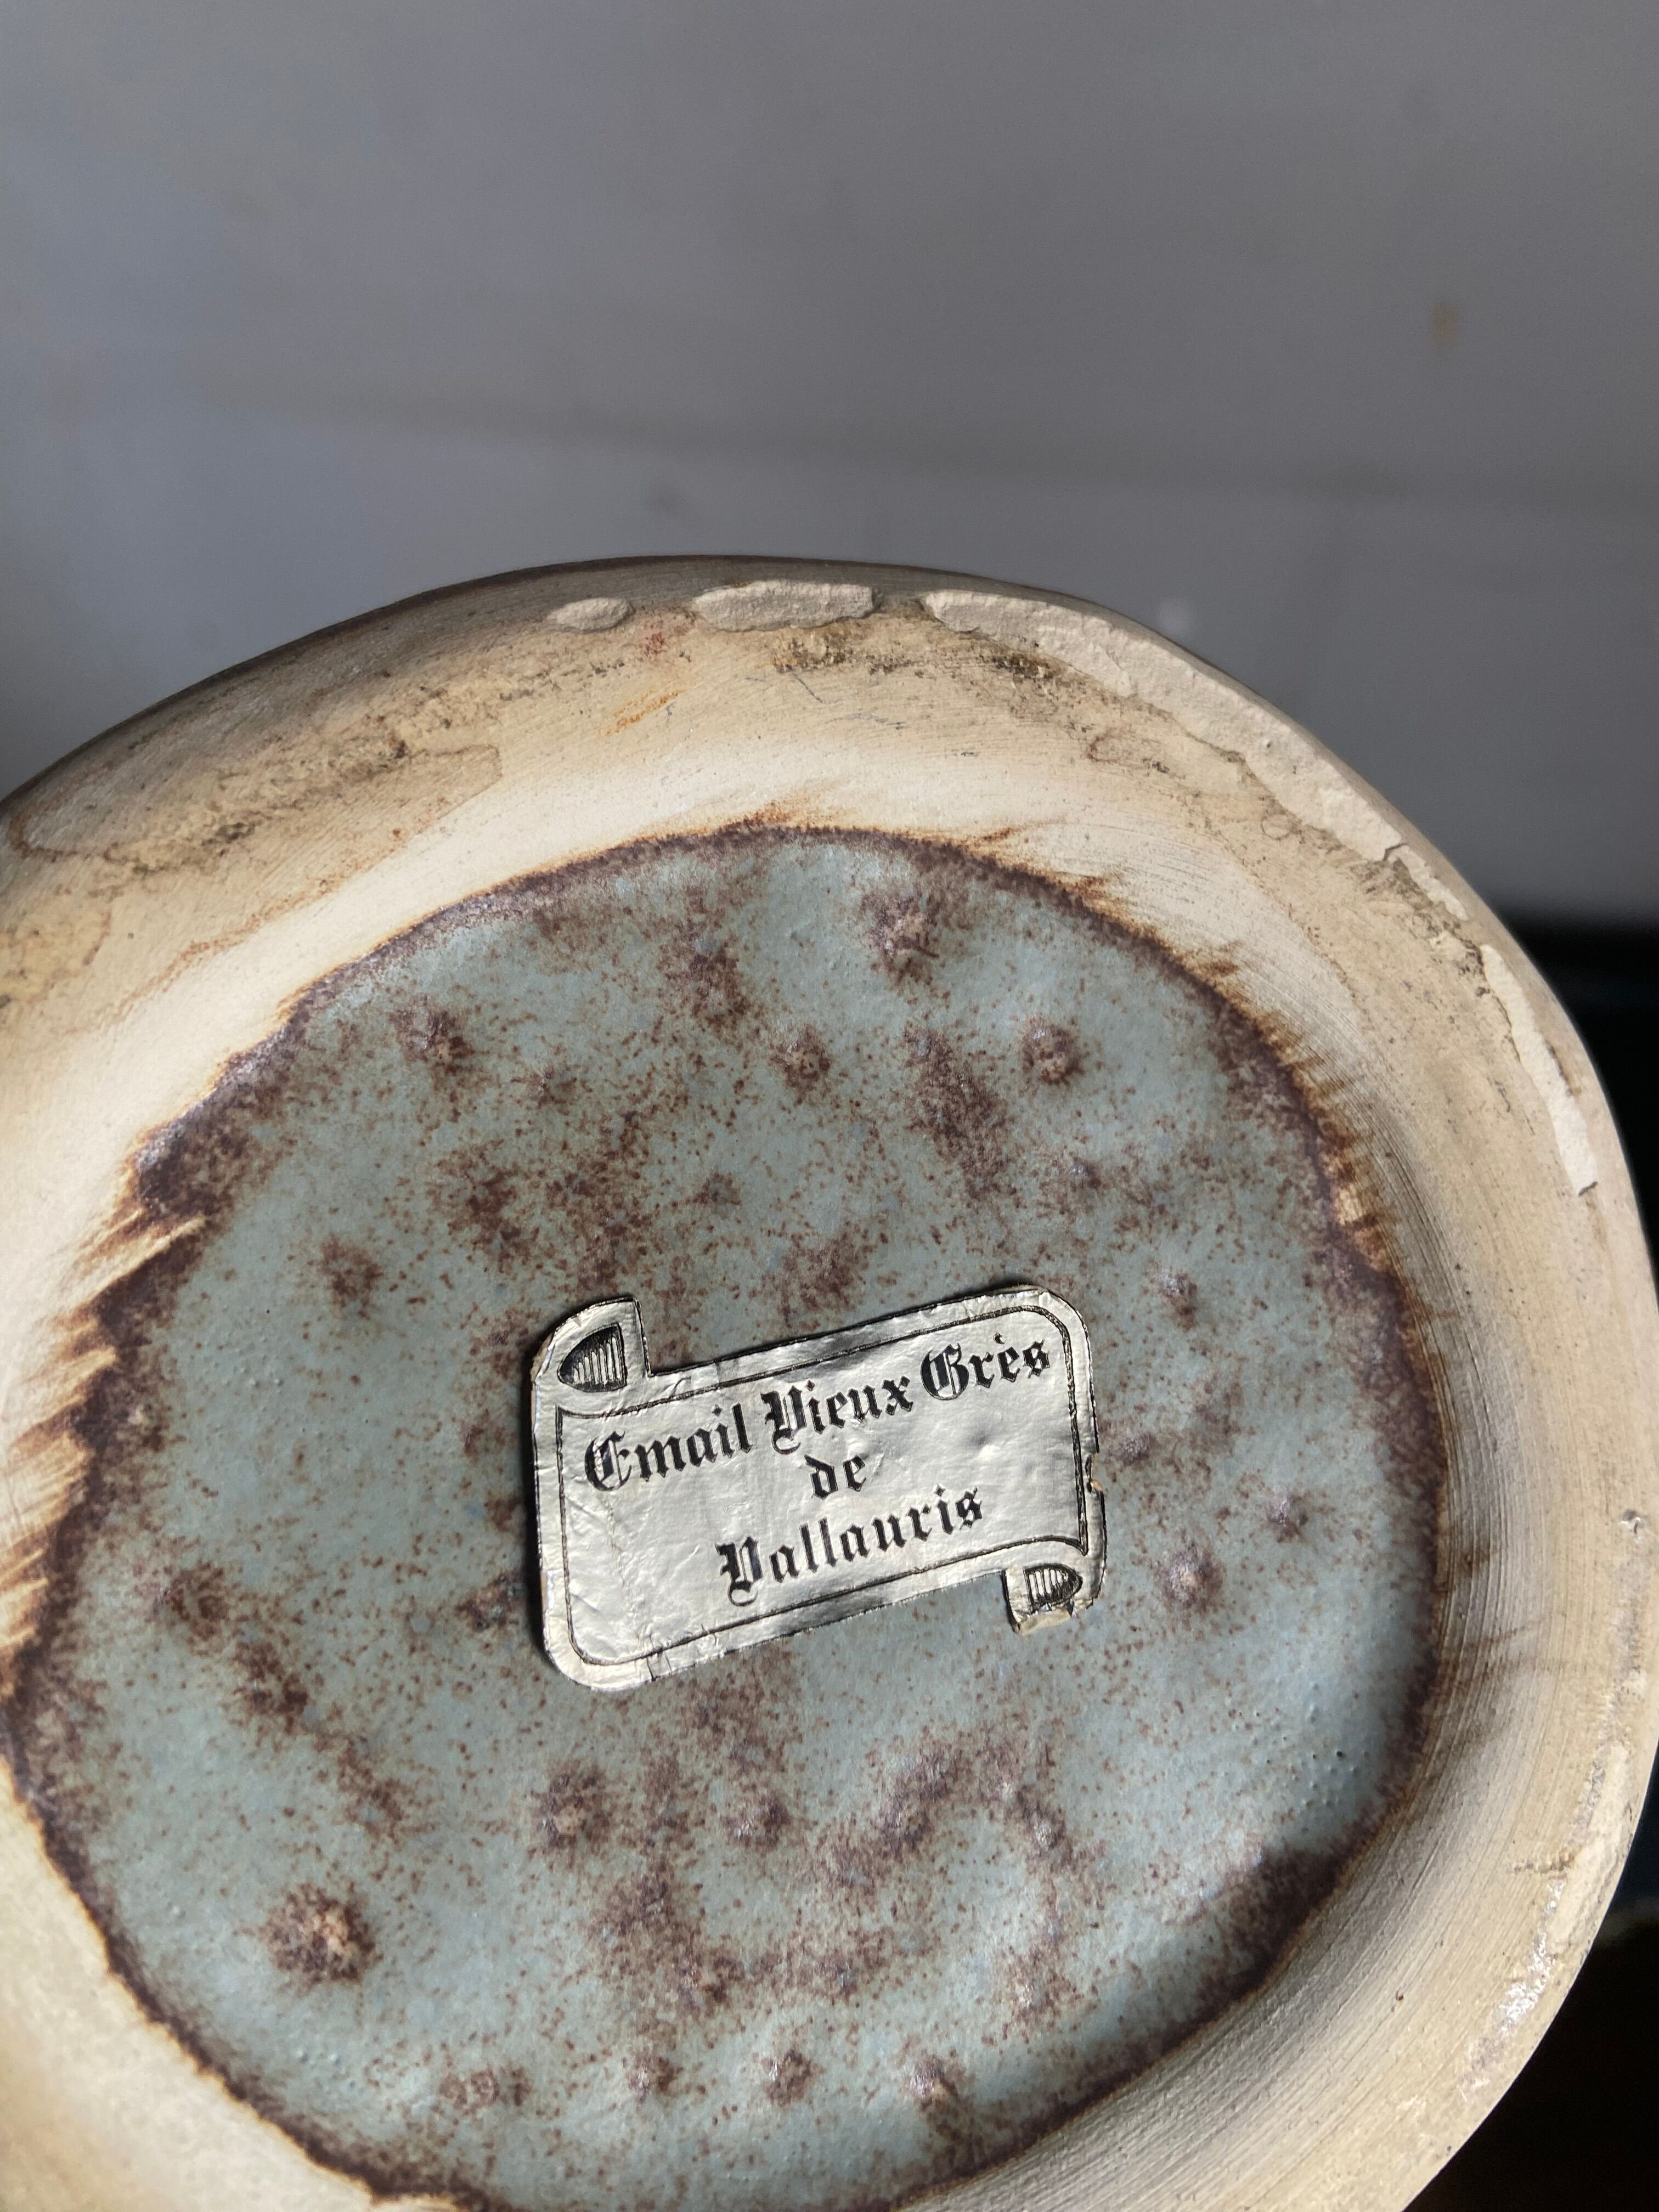 Email Vieux Grès
de
Vallauris